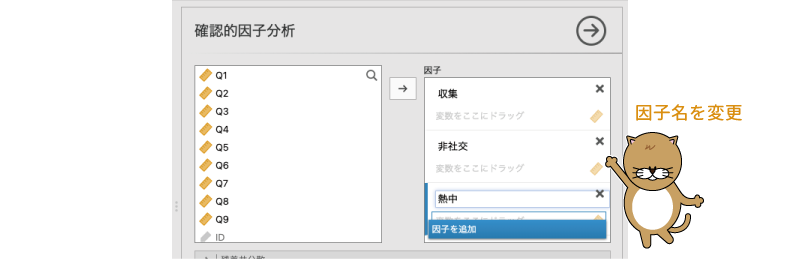 確認的因子分析
因子
Q1
Q2
Q3
Q4
Q5
Q6
Q7
Q8
Q9
ID
収集
変数をここにドラッグ
非社交
変数をここにドラッグ
熱中
因子を追加
因子名を変更